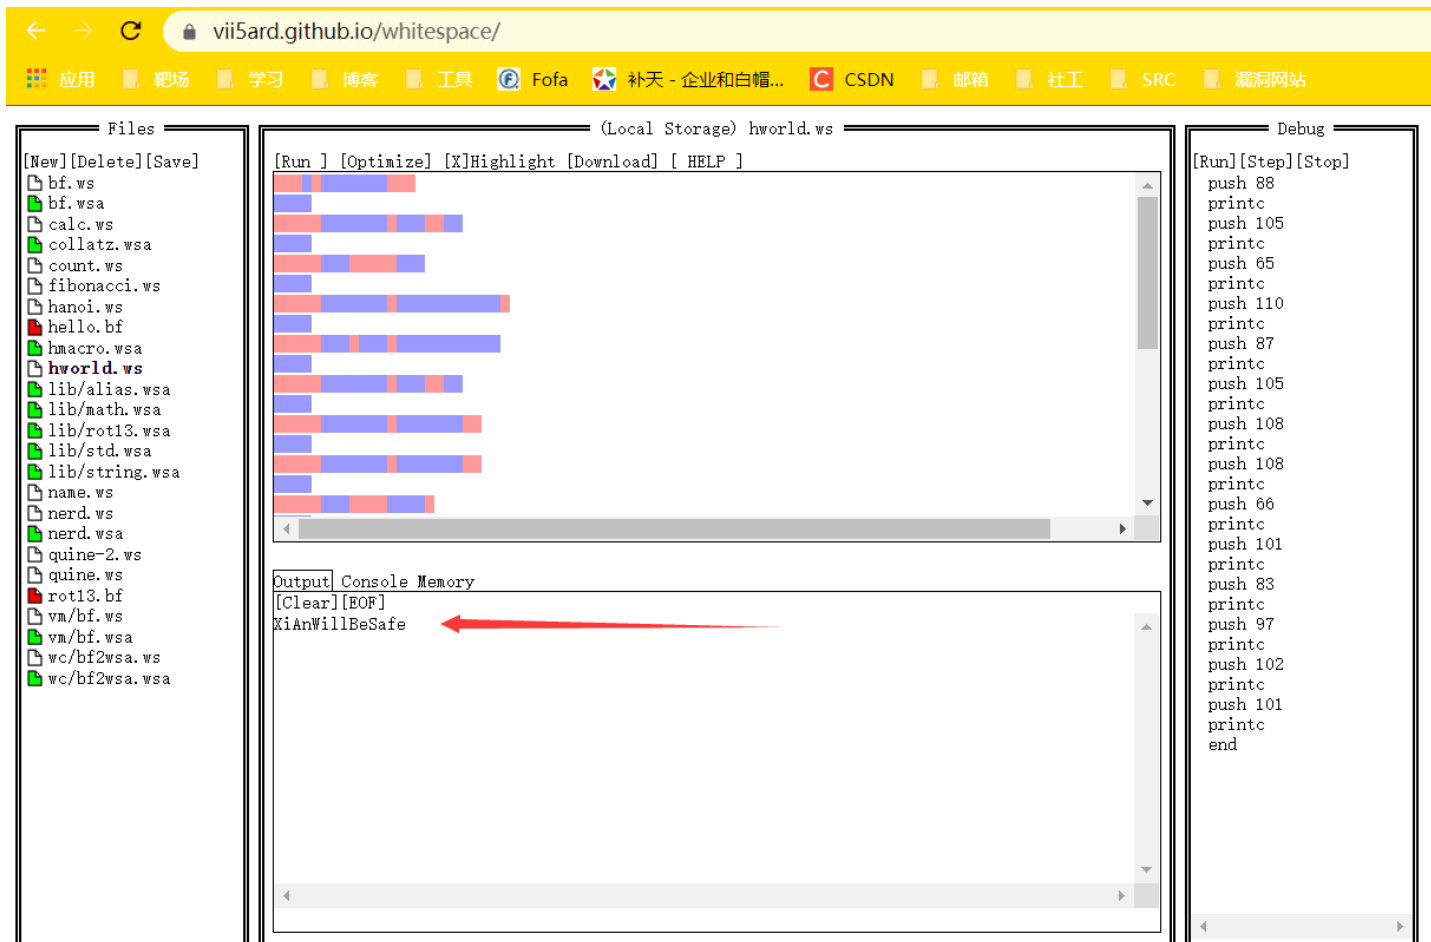 vii5ard.github.io/whitespace/
应用 靶场 学习 博客 工具 Fofa 补天 - 企业和白帽... CSDN 邮箱 社工 SRC 漏洞网站
Files
[New][Delete][Save]
bf.ws
bf.wsa
calc.ws
collatz.wsa
count.ws
fibonacci.ws
hanoi.ws
hello.bf
hmacro.wsa
hworld.ws
lib/alias.wsa
lib/math.wsa
lib/rot13.wsa
lib/std.wsa
lib/string.wsa
name.ws
nerd.ws
nerd.wsa
quine-2.ws
quine.ws
rot13.bf
vm/bf.ws
vm/bf.wsa
wc/bf2wsa.ws
wc/bf2wsa.wsa
(Local Storage) hworld.ws
[Run ] [Optimize] [X]Highlight [Download] [ HELP ]
Output Console Memory
[Clear][EOF]
XiAnWillBeSafe
Debug
[Run][Step][Stop]
push 88
printc
push 105
printc
push 65
printc
push 110
printc
push 87
printc
push 105
printc
push 108
printc
push 108
printc
push 66
printc
push 101
printc
push 83
printc
push 97
printc
push 102
printc
push 101
printc
end